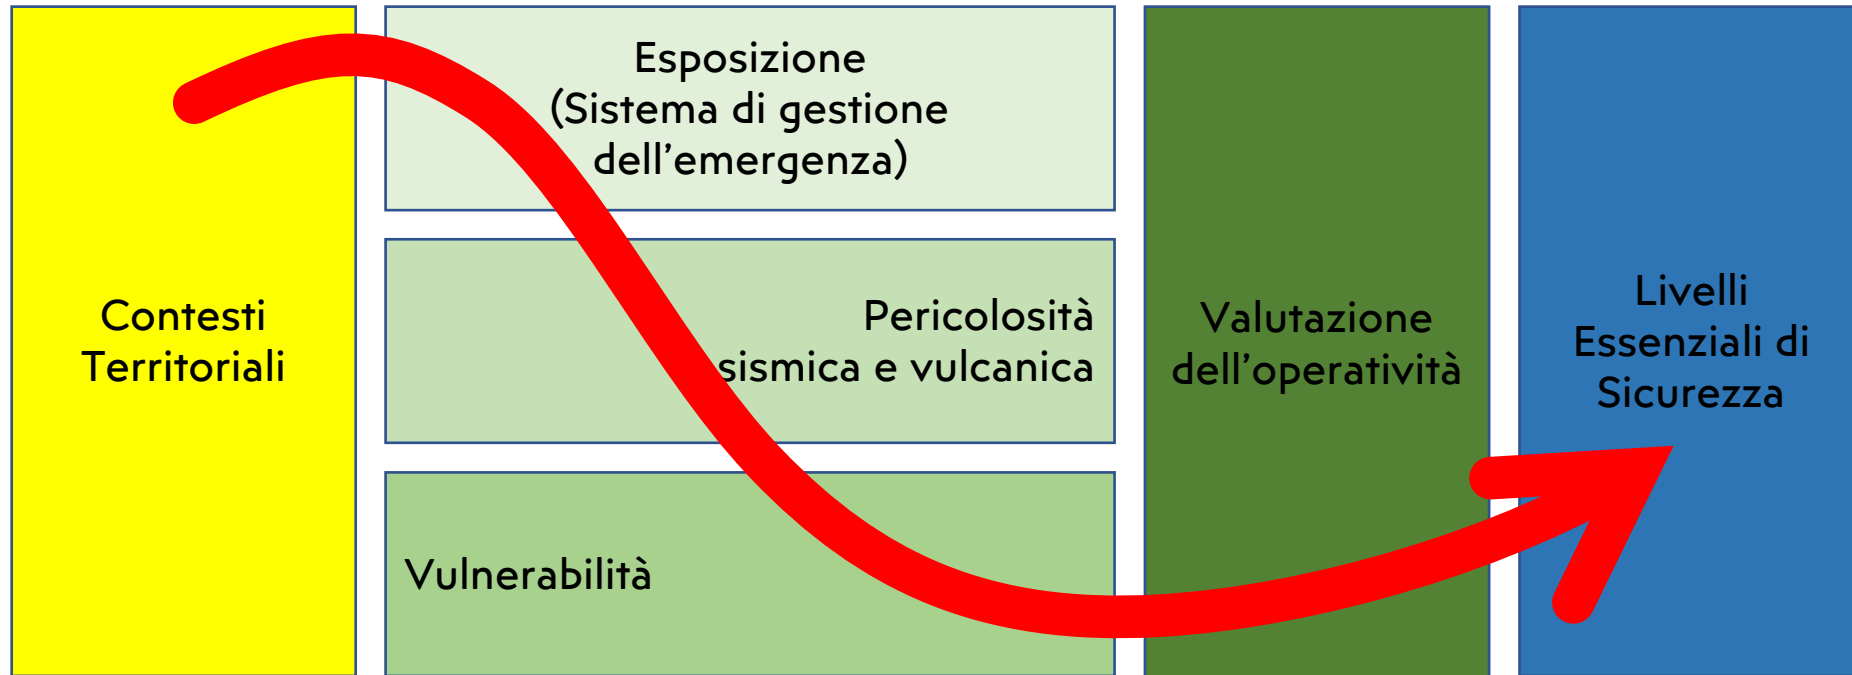 Contesti
Territoriali
Esposizione
(Sistema di gestione
dell'emergenza)
Pericolosità
sismica e vulcanica
Vulnerabilità
Valutazione
dell'operatività
Livelli
Essenziali di
Sicurezza